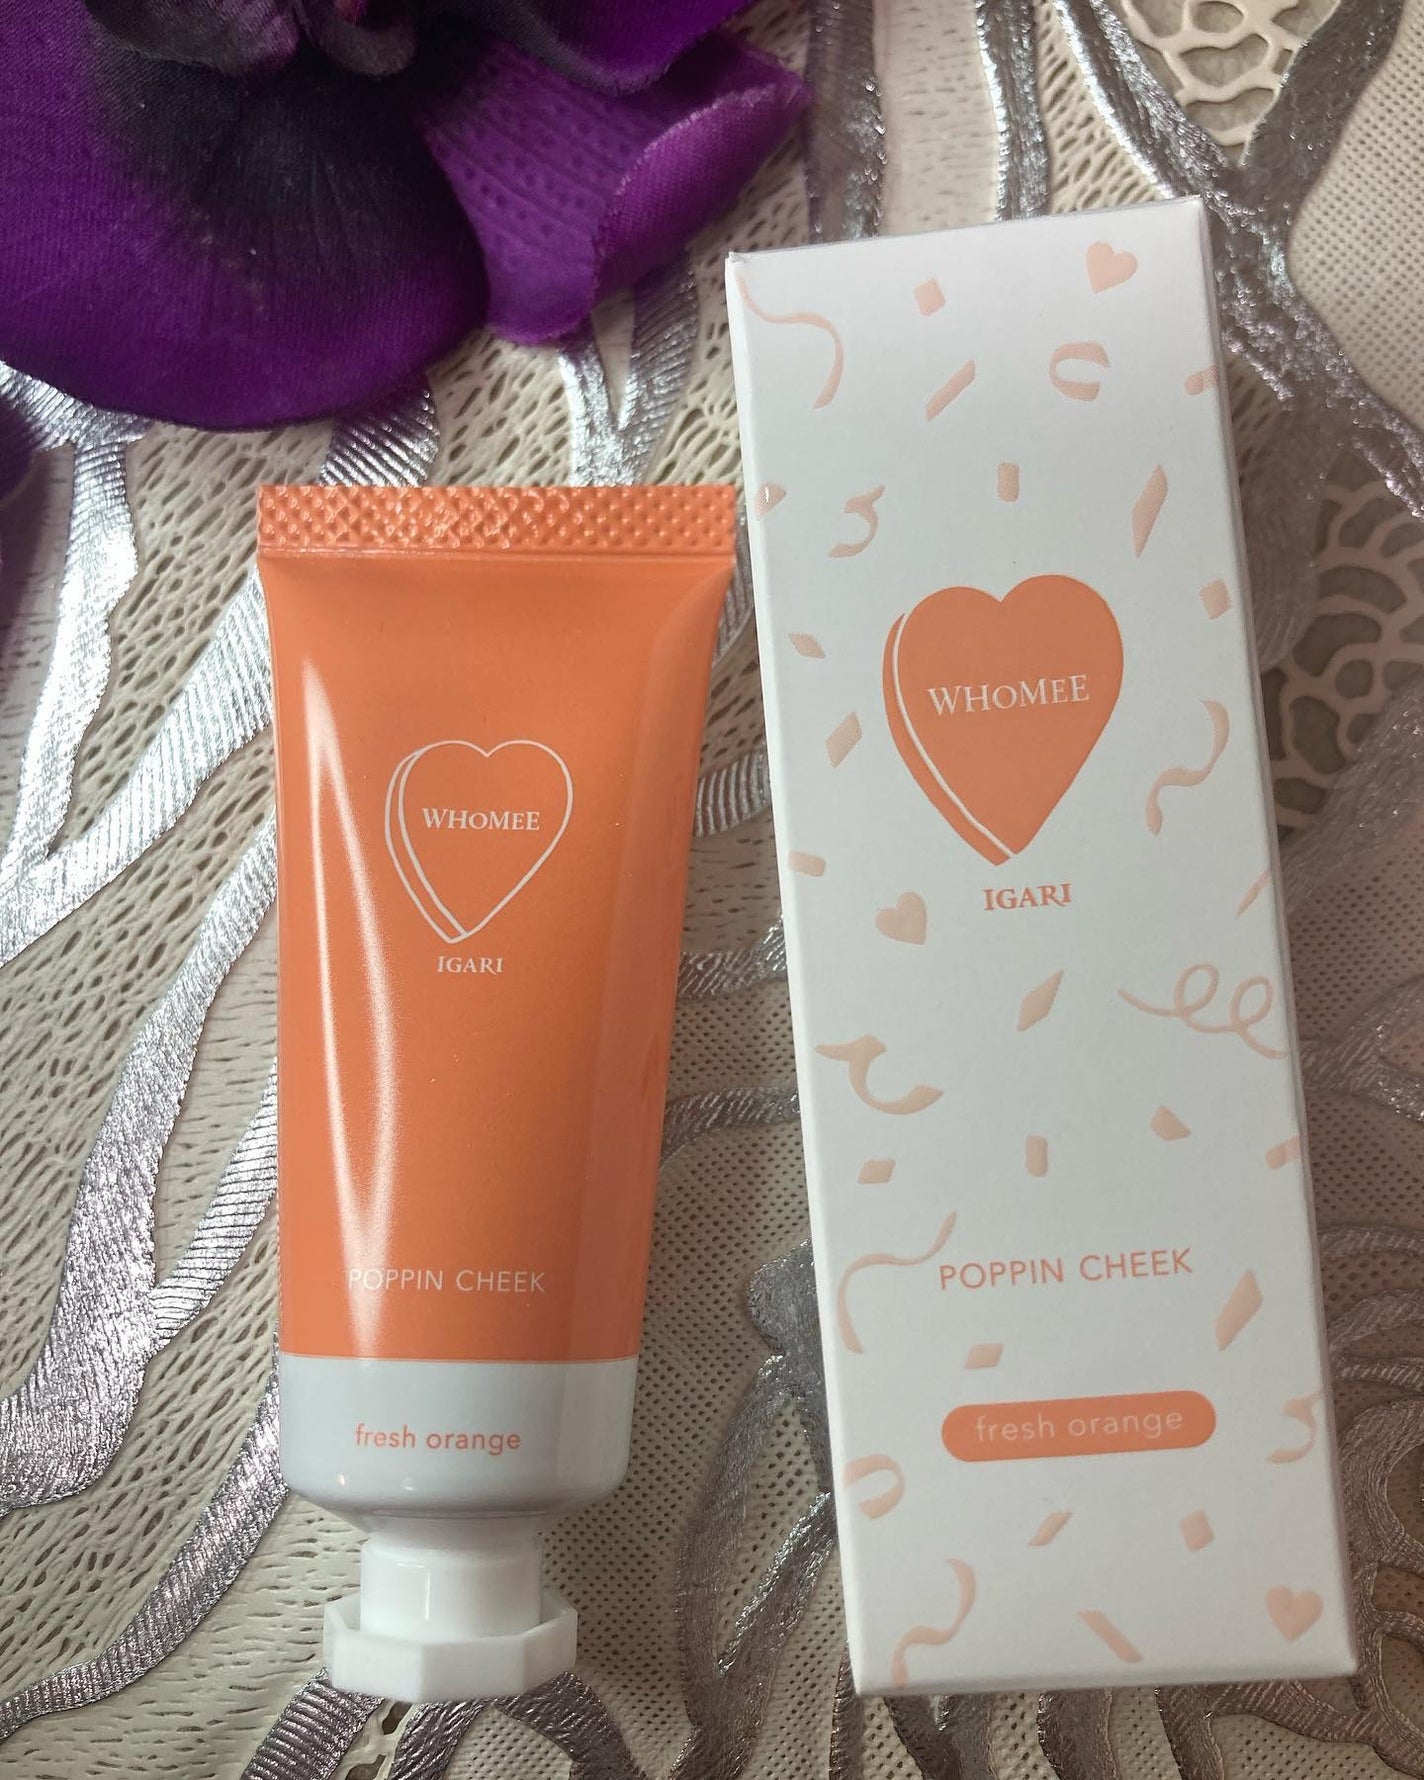 WHOMEE
IGARI
POPPIN CHEEK
fresh orange
WHOMEE
IGARI
POPPIN CHEEK
fresh orange